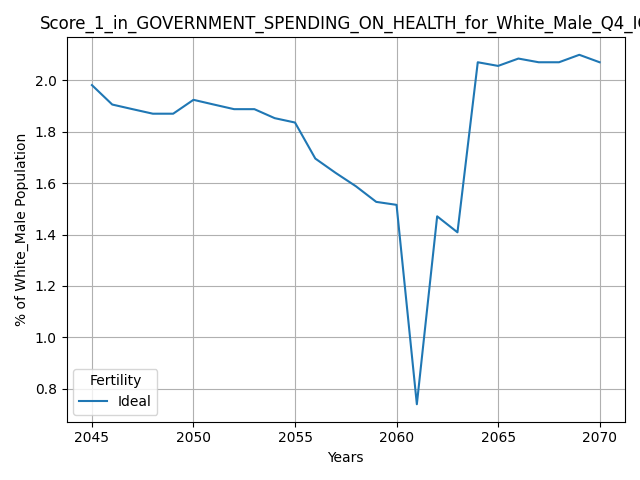 Score_1_in_GOVERNMENT_SPENDING_ON_HEALTH_for_White_Male_Q4_
% of White_Male Population
2.0
1.8
1.6
1.4
1.2
1.0
0.8
Fertility
Ideal
2045 2050 2055 2060 2065 2070
Years